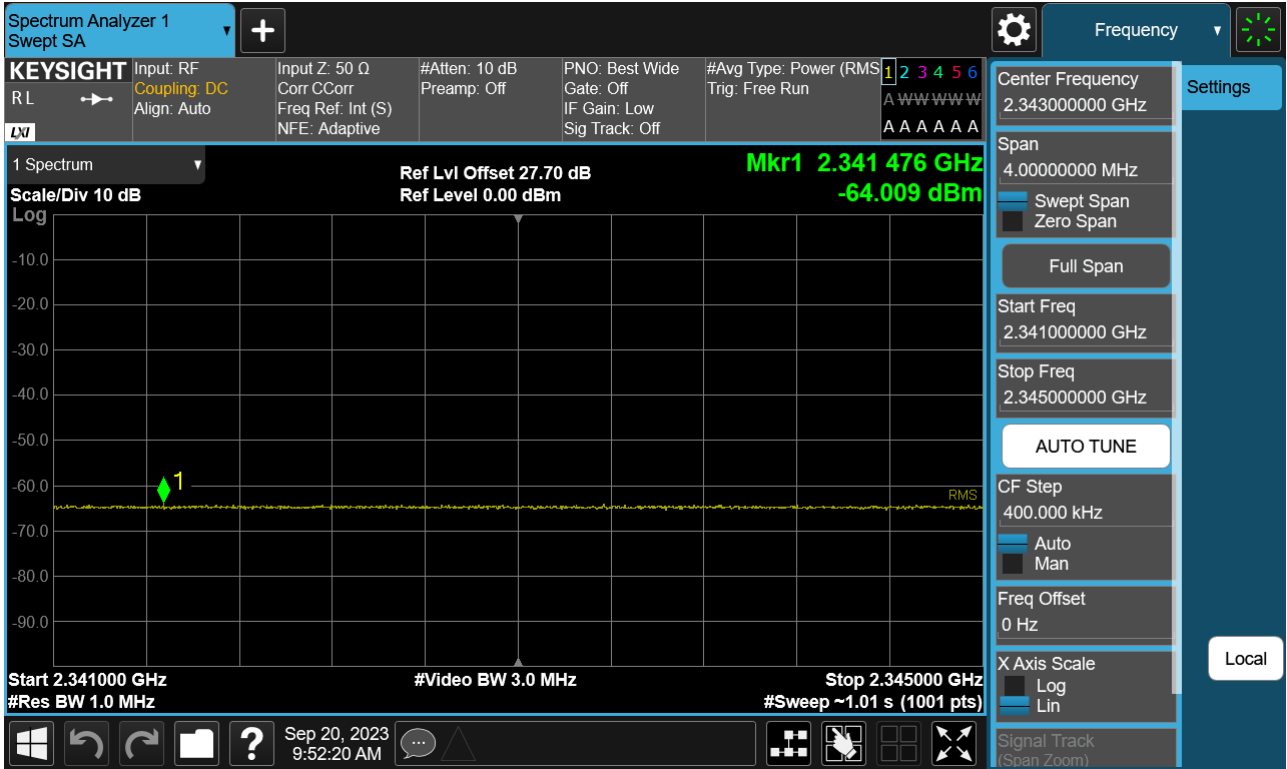 Spectrum Analyzer 1
Swept SA
Frequency
KEYSIGHT
R L
LXI
Input: RF
Coupling: DC
Align: Auto
Input Z: 50 Ω
Corr CCorr
Freq Ref: Int (S)
NFE: Adaptive
#Atten: 10 dB
Preamp: Off
PNO: Best Wide
Gate: Off
IF Gain: Low
Sig Track: Off
#Avg Type: Power (RMS
Trig: Free Run
1 2 3 4 5 6
A W W W W W
A A A A A A
1 Spectrum
Scale/Div 10 dB
Log
Ref Lvl Offset 27.70 dB
Ref Level 0.00 dBm
Mkr1 2.341 476 GHz
-64.009 dBm
-10.0
-20.0
-30.0
-40.0
-50.0
-60.0
-70.0
-80.0
-90.0
1
RMS
Start 2.341000 GHz
#Res BW 1.0 MHz
#Video BW 3.0 MHz
Stop 2.345000 GHz
#Sweep ~1.01 s (1001 pts)
?
Sep 20, 2023
9:52:20 AM
Center Frequency
2.343000000 GHz
Span
4.00000000 MHz
Swept Span
Zero Span
Full Span
Start Freq
2.341000000 GHz
Stop Freq
2.345000000 GHz
AUTO TUNE
CF Step
400.000 kHz
Auto
Man
Freq Offset
0 Hz
X Axis Scale
Log
Lin
Signal Track
(Span Zoom)
Settings
Local